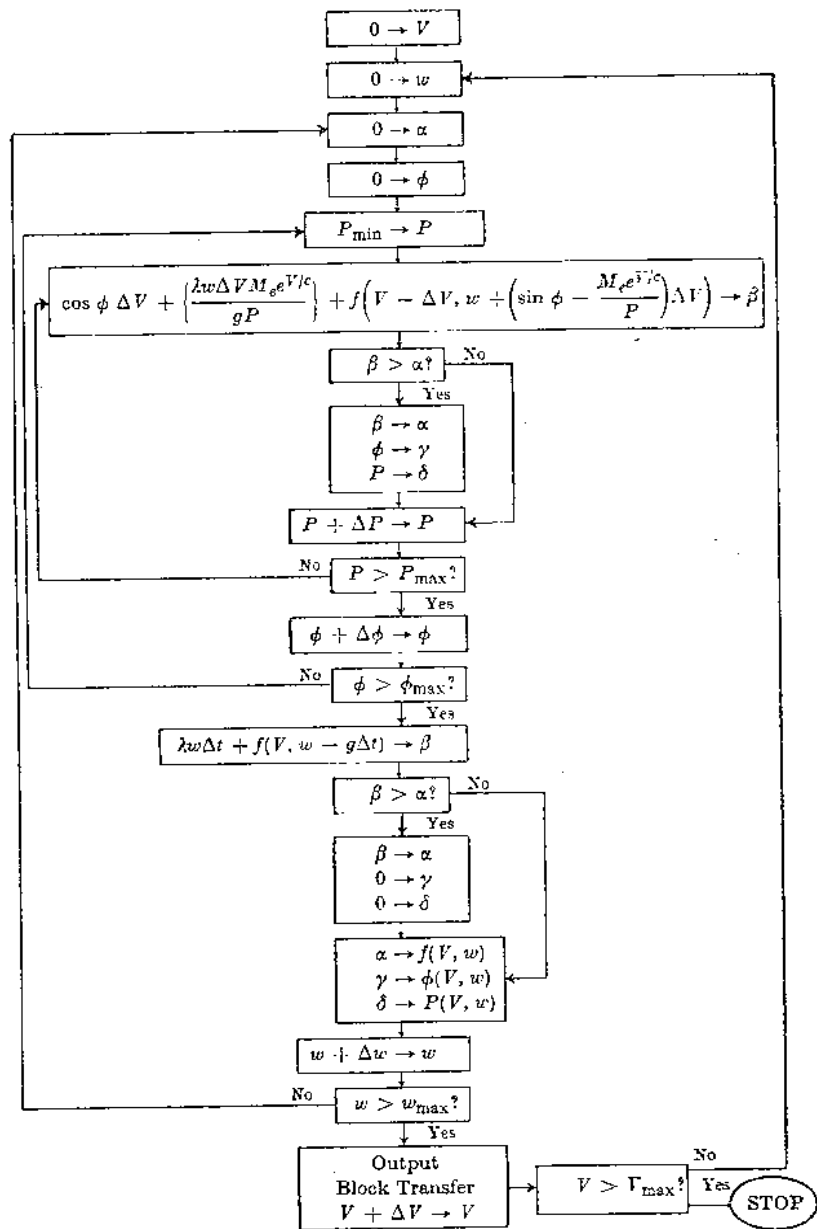 0 → V
0 → w
0 → α
0 → ϕ
P_min → P
cos ϕ ΔV + {λwΔVM_e e^{V/c} / gP} + f(V − ΔV, w + (sin ϕ − M_e e^{V/c} / P)ΔV) → β
β > α?
No
Yes
β → α
ϕ → γ
P → δ
P + ΔP → P
No
P > P_max?
Yes
ϕ + Δϕ → ϕ
No
ϕ > ϕ_max?
Yes
λwΔt + f(V, w − gΔt) → β
β > α?
No
Yes
β → α
0 → γ
0 → δ
α → f(V, w)
γ → ϕ(V, w)
δ → P(V, w)
w + Δw → w
No
w > w_max?
Yes
Output
Block Transfer
V + ΔV → V
V > V_max?
No
Yes
STOP